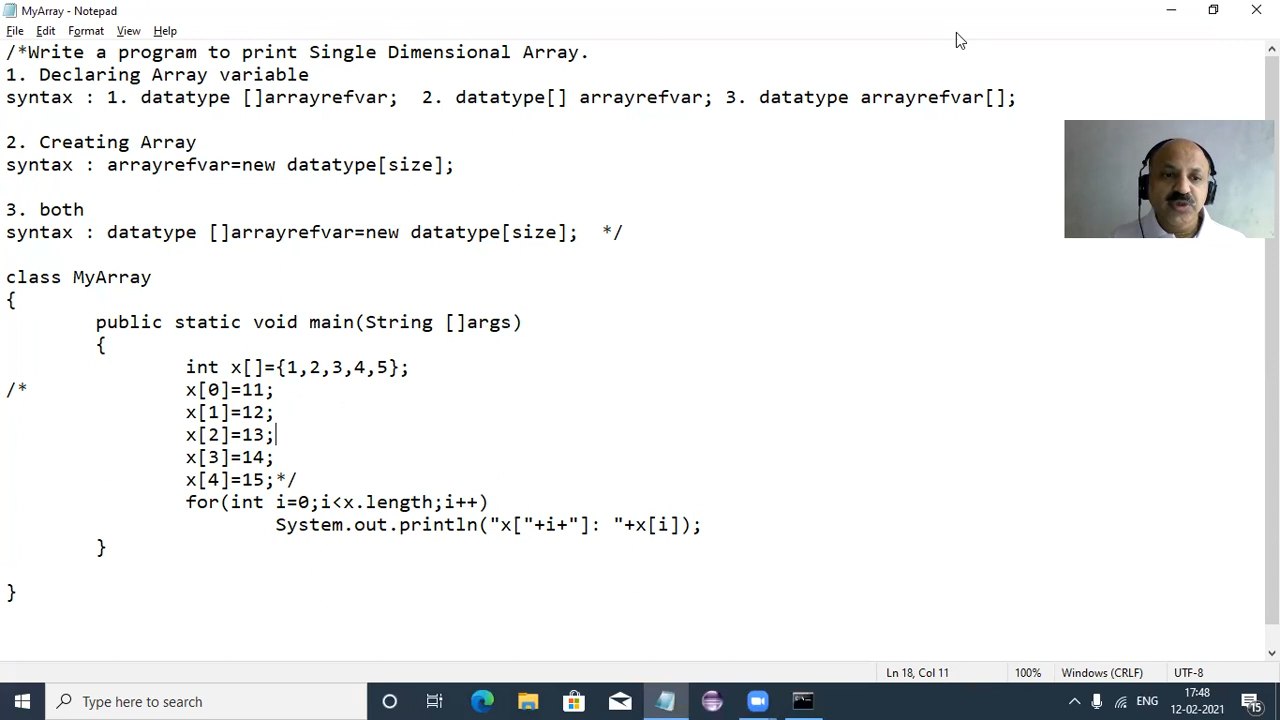 MyArray - Notepad
File Edit Format View Help
/*Write a program to print Single Dimensional Array.
1. Declaring Array variable
syntax : 1. datatype []arrayrefvar;  2. datatype[] arrayrefvar; 3. datatype arrayrefvar[];
2. Creating Array
syntax : arrayrefvar=new datatype[size];
3. both
syntax : datatype []arrayrefvar=new datatype[size];  */
class MyArray
{
        public static void main(String []args)
        {
                int x[]={1,2,3,4,5};
/*              x[0]=11;
                x[1]=12;
                x[2]=13;
                x[3]=14;
                x[4]=15;*/
                for(int i=0;i<x.length;i++)
                        System.out.println("x["+i+"]: "+x[i]);
        }
}
Ln 18, Col 11 100% Windows (CRLF) UTF-8
Type here to search ENG 17:48 12-02-2021 15